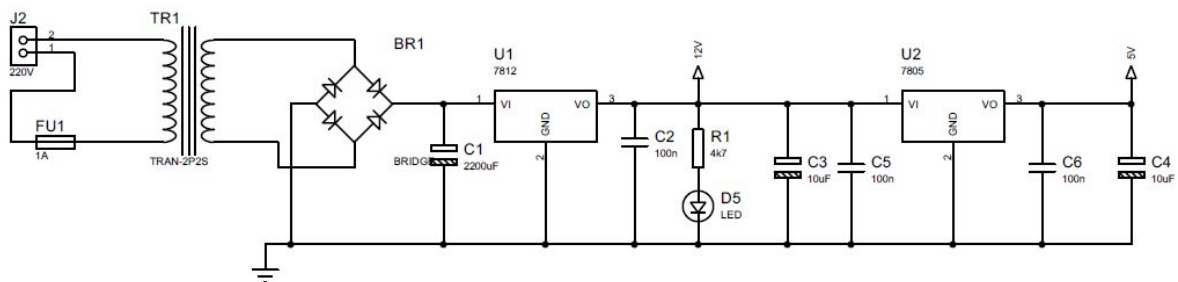 J2
2
1
220V
FU1
1A
TR1
TRAN-2P2S
BR1
BRIDGE
C1
2200uF
U1
7812
1
VI
VO
3
GND
2
C2
100n
12V
R1
4k7
D5
LED
C3
10uF
C5
100n
U2
7805
1
VI
VO
3
GND
2
C6
100n
5V
C4
10uF